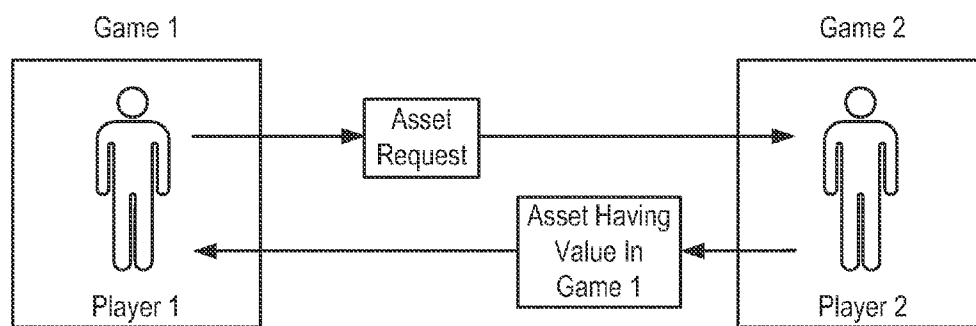 Game 1
Game 2
Asset
Request
Asset Having
Value In
Game 1
Player 1
Player 2